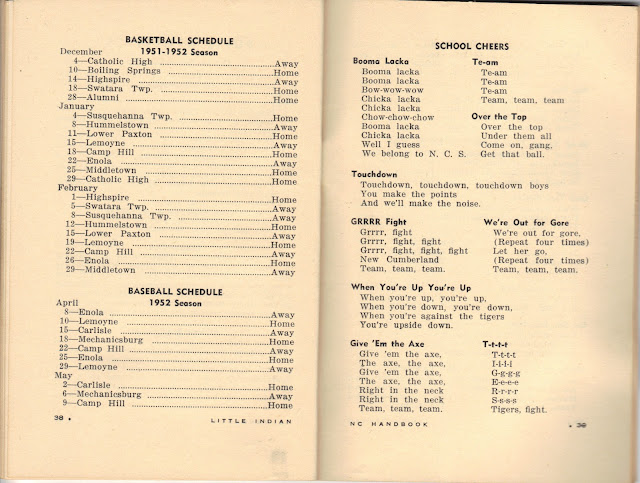 BASKETBALL SCHEDULE
1951-1952 Season
December
4—Catholic High ........ Away
10—Boiling Springs ........ Home
14—Highspire ........ Away
18—Swatara Twp. ........ Home
28—Alumni ........ Home
January
4—Susquehanna Twp. ........ Home
8—Hummelstown ........ Away
11—Lower Paxton ........ Home
15—Lemoyne ........ Away
18—Camp Hill ........ Home
22—Enola ........ Away
25—Middletown ........ Home
29—Catholic High ........ Home
February
1—Highspire ........ Home
5—Swatara Twp. ........ Away
8—Susquehanna Twp. ........ Away
12—Hummelstown ........ Home
15—Lower Paxton ........ Away
19—Lemoyne ........ Home
22—Camp Hill ........ Away
26—Enola ........ Home
29—Middletown ........ Away
BASEBALL SCHEDULE
1952 Season
April
8—Enola ........ Away
10—Lemoyne ........ Home
15—Carlisle ........ Away
18—Mechanicsburg ........ Home
22—Camp Hill ........ Away
25—Enola ........ Home
29—Lemoyne ........ Away
May
2—Carlisle ........ Home
6—Mechanicsburg ........ Away
9—Camp Hill ........ Home
38 • LITTLE INDIAN
SCHOOL CHEERS
Booma Lacka
Booma lacka
Booma lacka
Bow-wow-wow
Chicka lacka
Chicka lacka
Chow-chow-chow
Booma lacka
Chicka lacka
Well I guess
We belong to N. C. S.
Te-am
Te-am
Te-am
Te-am
Team, team, team
Over the Top
Over the top
Under them all
Come on, gang.
Get that ball.
Touchdown
Touchdown, touchdown, touchdown boys
You make the points
And we'll make the noise.
GRRRR Fight
Grrrr, fight
Grrrr, fight, fight
Grrrr, fight, fight, fight
New Cumberland
Team, team, team.
We're Out for Gore
We're out for gore,
(Repeat four times)
Let her go,
(Repeat four times)
Team, team, team.
When You're Up You're Up
When you're up, you're up,
When you're down, you're down,
When you're against the tigers
You're upside down.
Give 'Em the Axe
Give 'em the axe,
The axe, the axe,
Give 'em the axe,
The axe, the axe,
Right in the neck
Right in the neck
Team, team, team.
T-t-t-t
T-t-t-t
I-i-i-i
G-g-g-g
E-e-e-e
R-r-r-r
S-s-s-s
Tigers, fight.
NC HANDBOOK • 39